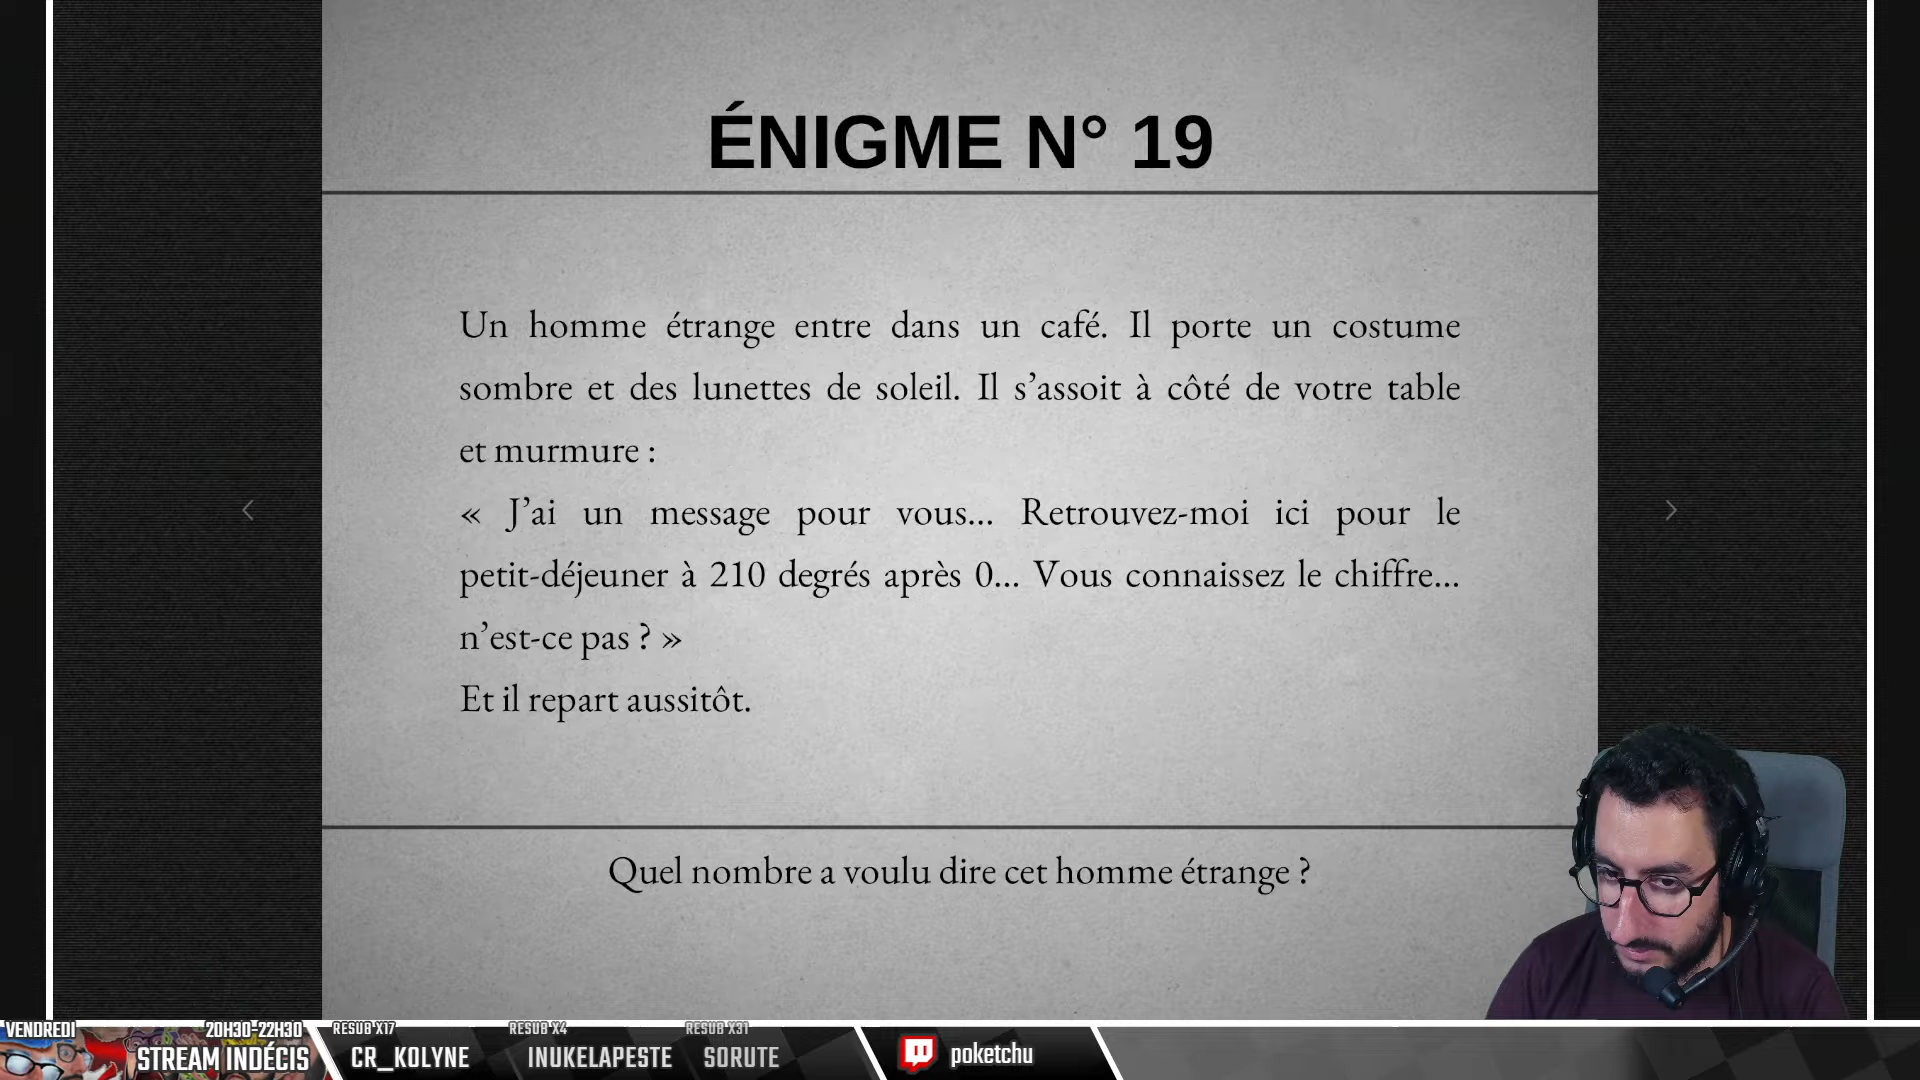 ÉNIGME N° 19
Un homme étrange entre dans un café. Il porte un costume
sombre et des lunettes de soleil. Il s’assoit à côté de votre table
et murmure :
« J’ai un message pour vous... Retrouvez-moi ici pour le
petit-déjeuner à 210 degrés après 0... Vous connaissez le chiffre...
n’est-ce pas ? »
Et il repart aussitôt.
Quel nombre a voulu dire cet homme étrange ?
VENDREDI 20H30-22H30
STREAM INDÉCIS
RESUB X17
CR_KOLYNE
RESUB X4
INUKELAPESTE
RESUB X31
SORUTE
poketchu